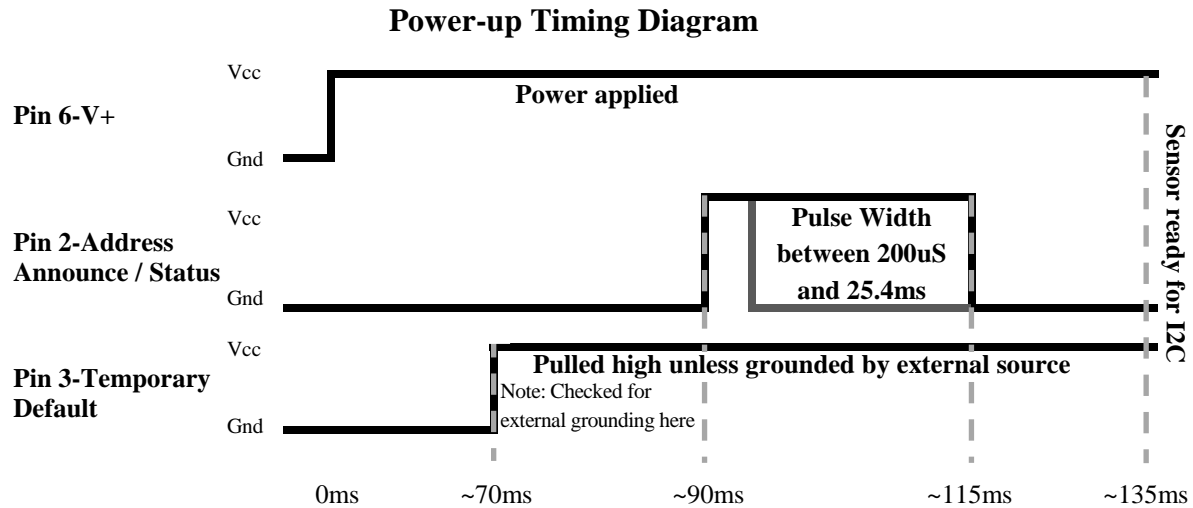 Power-up Timing Diagram
Vcc
Pin 6-V+
Power applied
Gnd
Vcc
Pin 2-Address
Announce / Status
Pulse Width
between 200uS
and 25.4ms
Gnd
Vcc
Pin 3-Temporary
Default
Pulled high unless grounded by external source
Note: Checked for
external grounding here
Gnd
Sensor ready for I2C
0ms
~70ms
~90ms
~115ms
~135ms